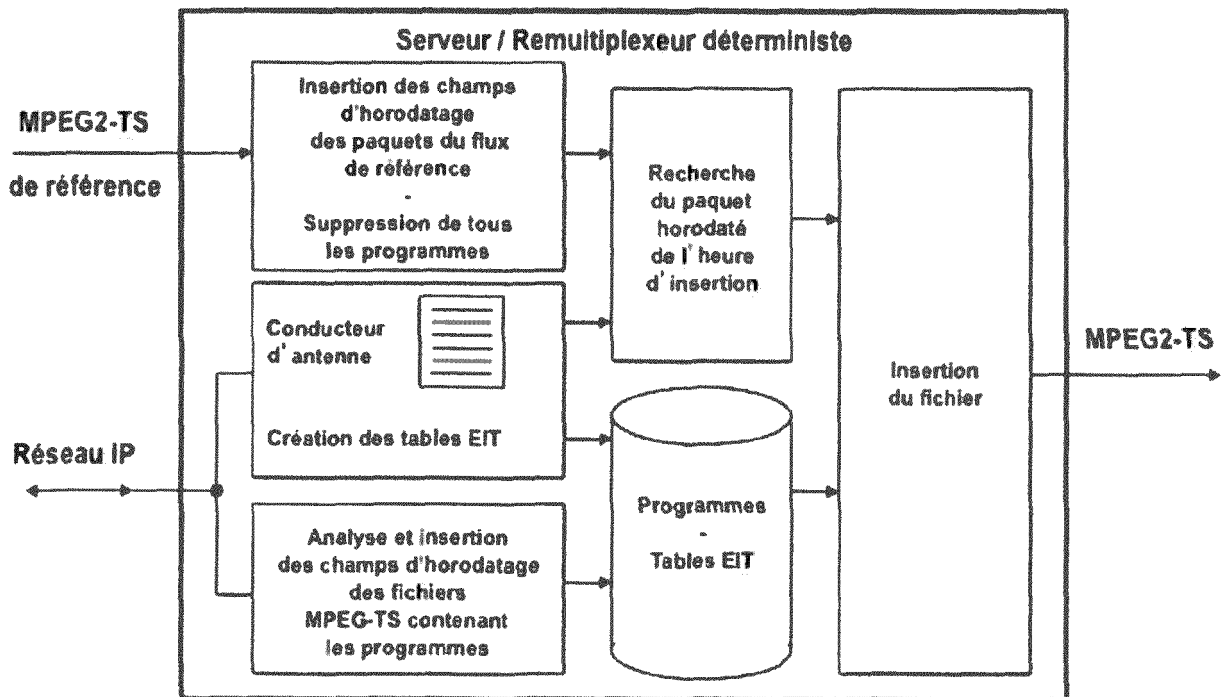 Serveur / Remultiplexeur déterministe
MPEG2-TS
de référence
Insertion des champs
d'horodatage
des paquets du flux
de référence
-
Suppression de tous
les programmes
Recherche
du paquet
horodaté
de l'heure
d'insertion
Conducteur
d'antenne
Création des tables EIT
Réseau IP
Analyse et insertion
des champs d'horodatage
des fichiers
MPEG-TS contenant
les programmes
Programmes
-
Tables EIT
Insertion
du fichier
MPEG2-TS